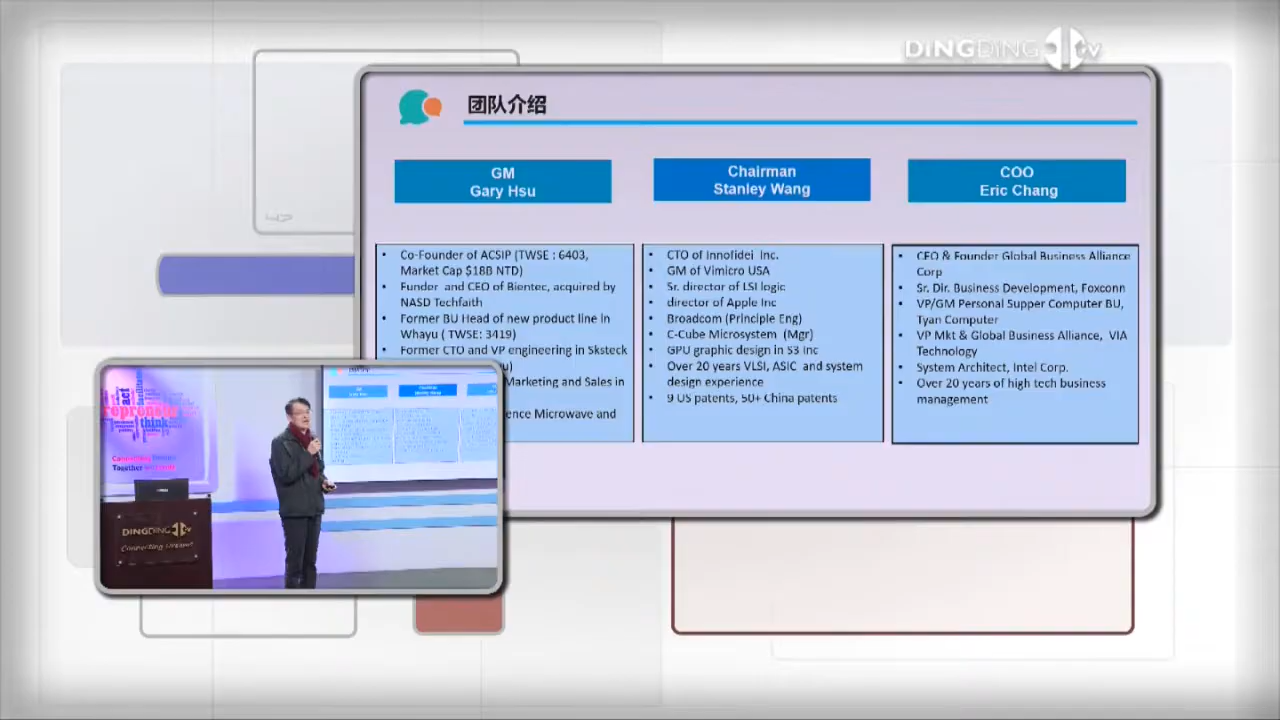 DINGDING TV
团队介绍
GM
Gary Hsu
Chairman
Stanley Wang
COO
Eric Chang
• Co-Founder of ACSIP (TWSE : 6403,
Market Cap $18B NTD)
• Funder and CEO of Bientec, acquired by
NASD Techfaith
• Former BU Head of new product line in
Whayu ( TWSE: 3419)
• Former CTO and VP engineering in Sksteck
Marketing and Sales in
ence Microwave and
• CTO of Innofidei Inc.
• GM of Vimicro USA
• Sr. director of LSI logic
• director of Apple Inc
• Broadcom (Principle Eng)
• C-Cube Microsystem (Mgr)
• GPU graphic design in S3 Inc
• Over 20 years VLSI, ASIC and system
design experience
• 9 US patents, 50+ China patents
• CEO & Founder Global Business Alliance
Corp
• Sr. Dir. Business Development, Foxconn
• VP/GM Personal Supper Computer BU,
Tyan Computer
• VP Mkt & Global Business Alliance, VIA
Technology
• System Architect, Intel Corp.
• Over 20 years of high tech business
management
act
think
DINGDING TV